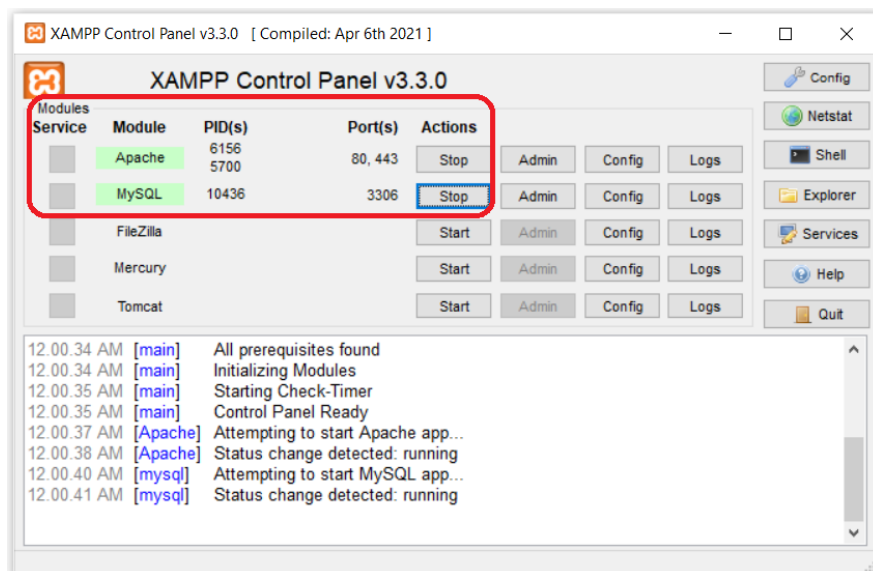 XAMPP Control Panel v3.3.0 [ Compiled: Apr 6th 2021 ]
XAMPP Control Panel v3.3.0
Config
Modules
Service Module PID(s) Port(s) Actions
Netstat
Apache 6156 5700 80, 443 Stop Admin Config Logs
Shell
MySQL 10436 3306 Stop Admin Config Logs
Explorer
FileZilla Start Admin Config Logs
Services
Mercury Start Admin Config Logs
Help
Tomcat Start Admin Config Logs
Quit
12.00.34 AM [main] All prerequisites found
12.00.34 AM [main] Initializing Modules
12.00.35 AM [main] Starting Check-Timer
12.00.35 AM [main] Control Panel Ready
12.00.37 AM [Apache] Attempting to start Apache app...
12.00.38 AM [Apache] Status change detected: running
12.00.40 AM [mysql] Attempting to start MySQL app...
12.00.41 AM [mysql] Status change detected: running